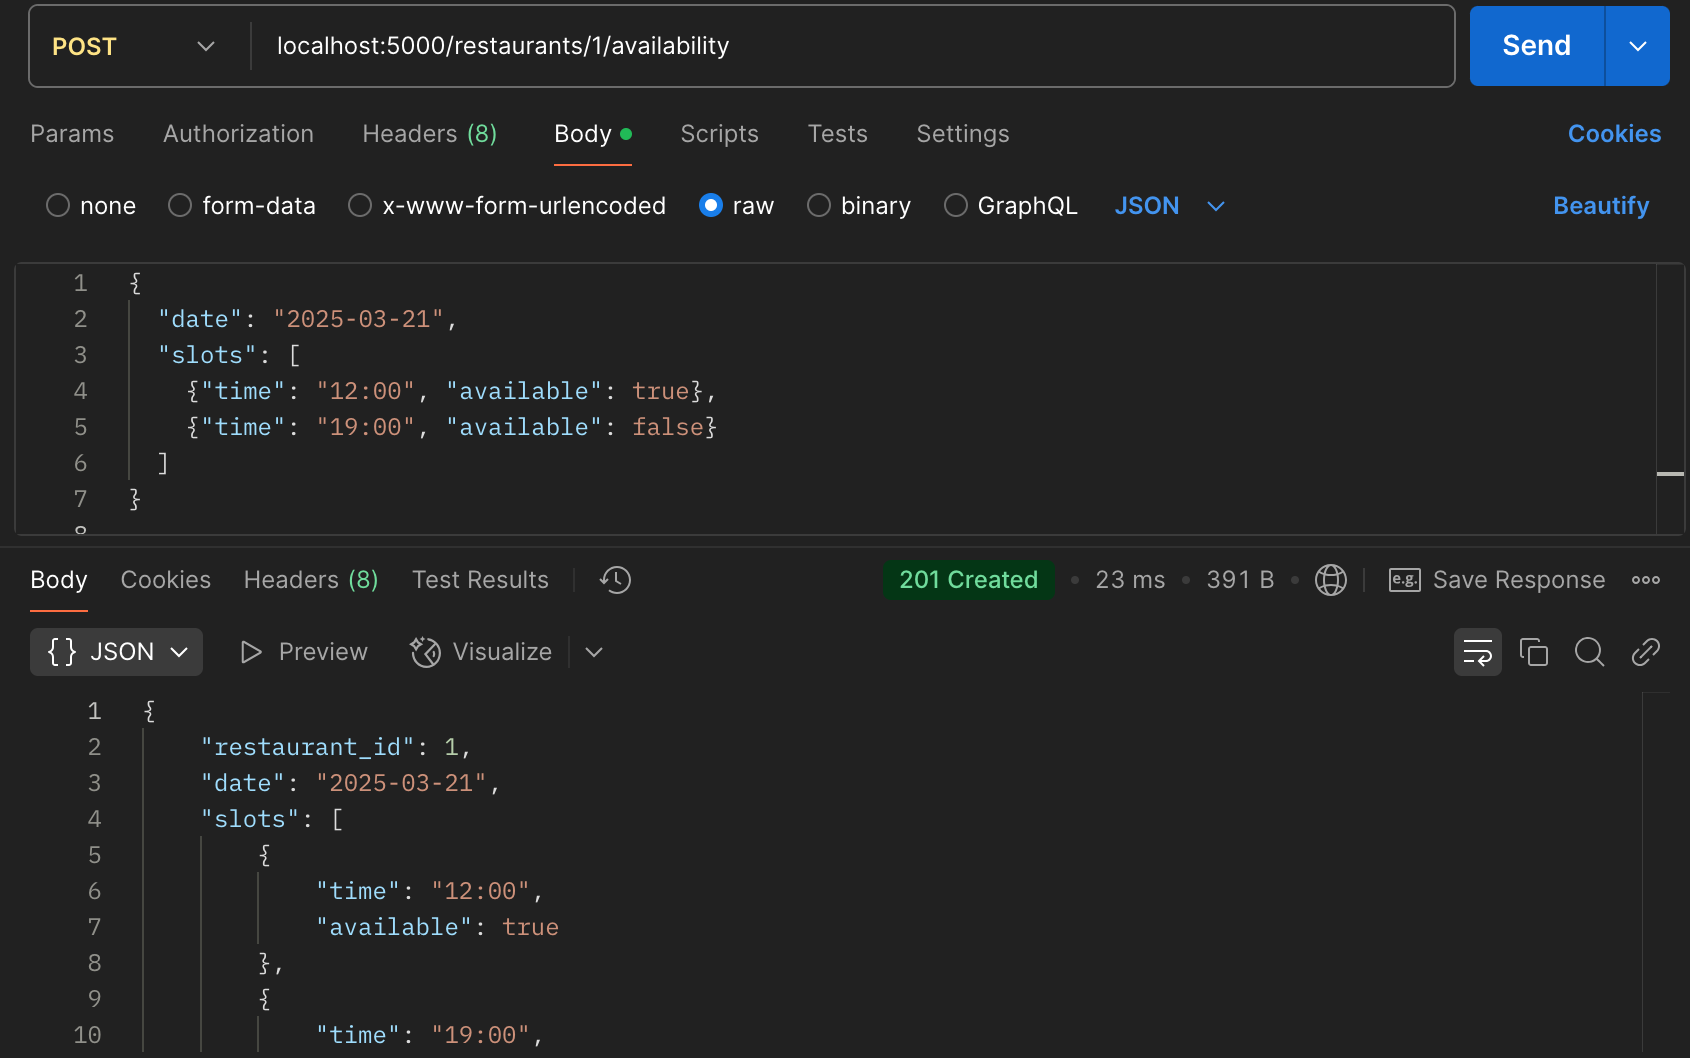 POST localhost:5000/restaurants/1/availability Send
Params Authorization Headers (8) Body Scripts Tests Settings Cookies
none form-data x-www-form-urlencoded raw binary GraphQL JSON Beautify
1 {
2 "date": "2025-03-21",
3 "slots": [
4 {"time": "12:00", "available": true},
5 {"time": "19:00", "available": false}
6 ]
7 }
8
Body Cookies Headers (8) Test Results 201 Created • 23 ms • 391 B • e.g. Save Response
{} JSON Preview Visualize
1 {
2 "restaurant_id": 1,
3 "date": "2025-03-21",
4 "slots": [
5 {
6 "time": "12:00",
7 "available": true
8 },
9 {
10 "time": "19:00",